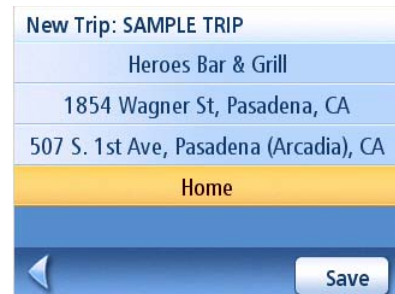 New Trip: SAMPLE TRIP
Heroes Bar & Grill
1854 Wagner St, Pasadena, CA
507 S. 1st Ave, Pasadena (Arcadia), CA
Home
Save